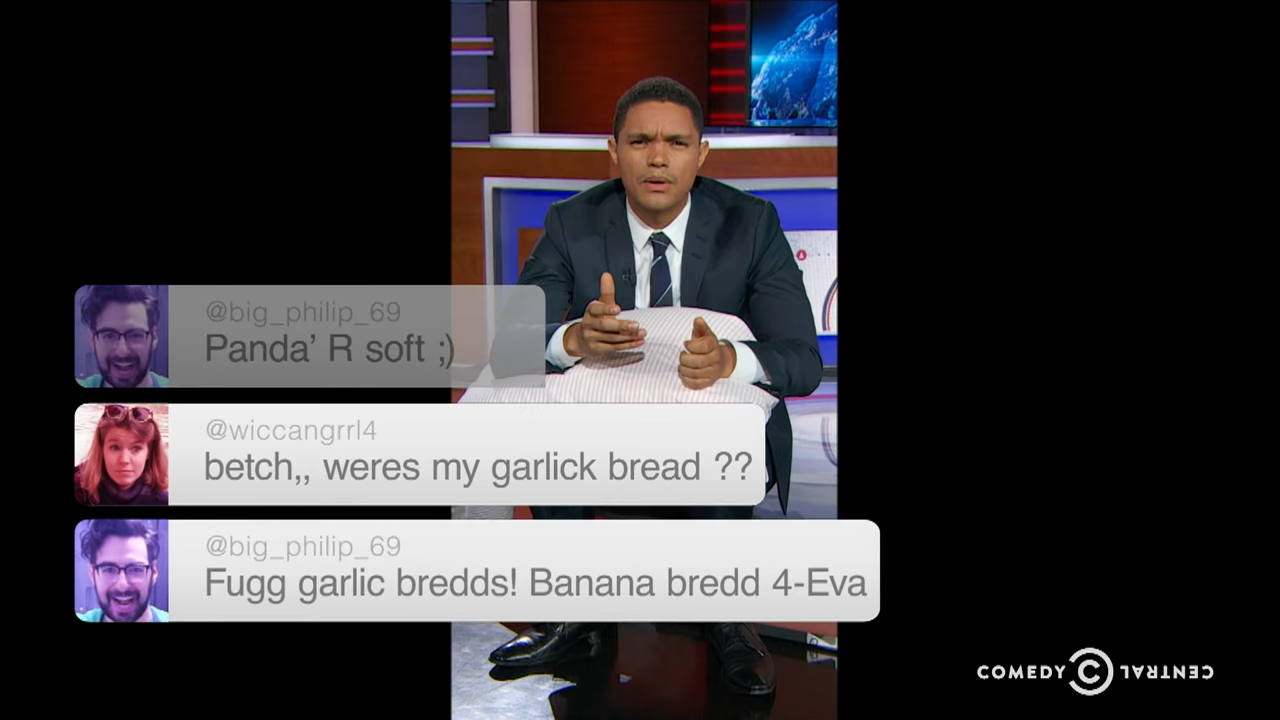 @big_philip_69
Panda' R soft ;)
@wiccangrrl4
betch,, weres my garlick bread ??
@big_philip_69
Fugg garlic bredds! Banana bredd 4-Eva
COMEDY C CENTRAL